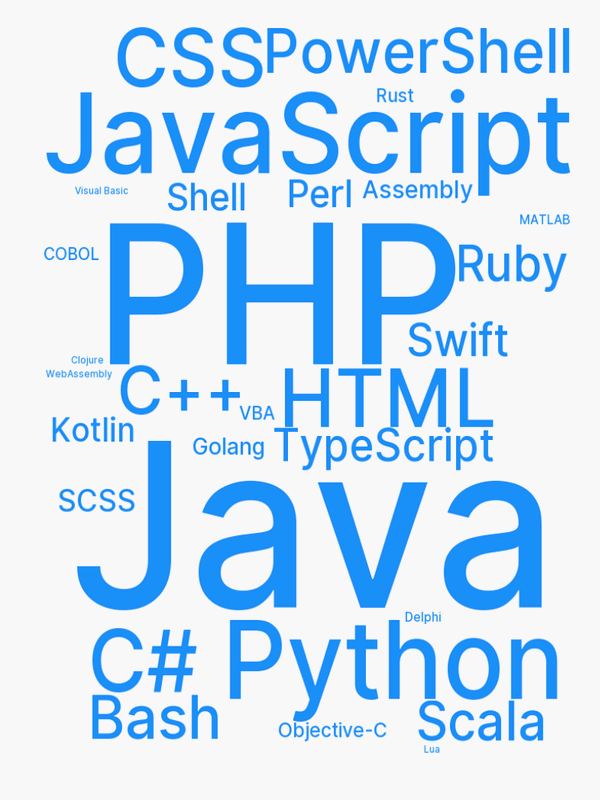 CSS PowerShell
Rust
JavaScript
Visual Basic Shell Perl Assembly
MATLAB
COBOL PHP Ruby
Swift
Clojure
WebAssembly C++ VBA HTML
Kotlin Golang TypeScript
SCSS Java
Delphi
C# Python
Bash Objective-C Scala
Lua